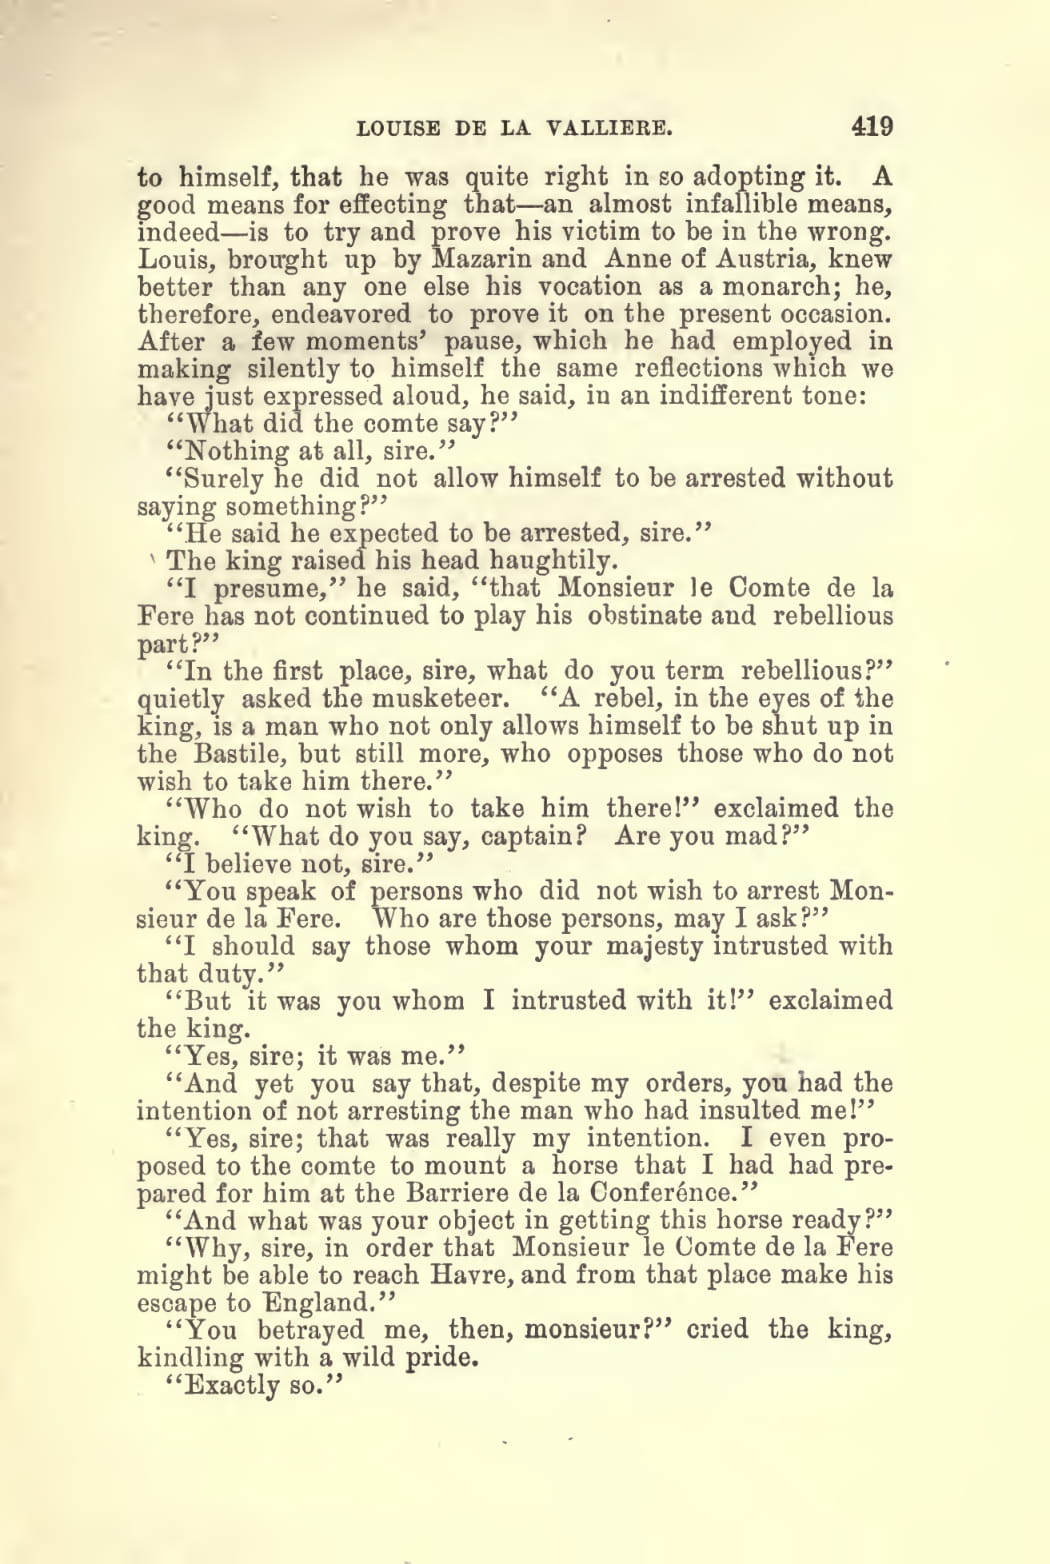 LOUISE DE LA VALLIERE. 419
to himself, that he was quite right in so adopting it. A
good means for effecting that—an almost infallible means,
indeed—is to try and prove his victim to be in the wrong.
Louis, brought up by Mazarin and Anne of Austria, knew
better than any one else his vocation as a monarch; he,
therefore, endeavored to prove it on the present occasion.
After a few moments' pause, which he had employed in
making silently to himself the same reflections which we
have just expressed aloud, he said, in an indifferent tone:
"What did the comte say?"
"Nothing at all, sire."
"Surely he did not allow himself to be arrested without
saying something?"
"He said he expected to be arrested, sire."
The king raised his head haughtily.
"I presume," he said, "that Monsieur le Comte de la
Fere has not continued to play his obstinate and rebellious
part?"
"In the first place, sire, what do you term rebellious?"
quietly asked the musketeer. "A rebel, in the eyes of the
king, is a man who not only allows himself to be shut up in
the Bastile, but still more, who opposes those who do not
wish to take him there."
"Who do not wish to take him there!" exclaimed the
king. "What do you say, captain? Are you mad?"
"I believe not, sire."
"You speak of persons who did not wish to arrest Mon-
sieur de la Fere. Who are those persons, may I ask?"
"I should say those whom your majesty intrusted with
that duty."
"But it was you whom I intrusted with it!" exclaimed
the king.
"Yes, sire; it was me."
"And yet you say that, despite my orders, you had the
intention of not arresting the man who had insulted me!"
"Yes, sire; that was really my intention. I even pro-
posed to the comte to mount a horse that I had had pre-
pared for him at the Barriere de la Conferénce."
"And what was your object in getting this horse ready?"
"Why, sire, in order that Monsieur le Comte de la Fere
might be able to reach Havre, and from that place make his
escape to England."
"You betrayed me, then, monsieur?" cried the king,
kindling with a wild pride.
"Exactly so."